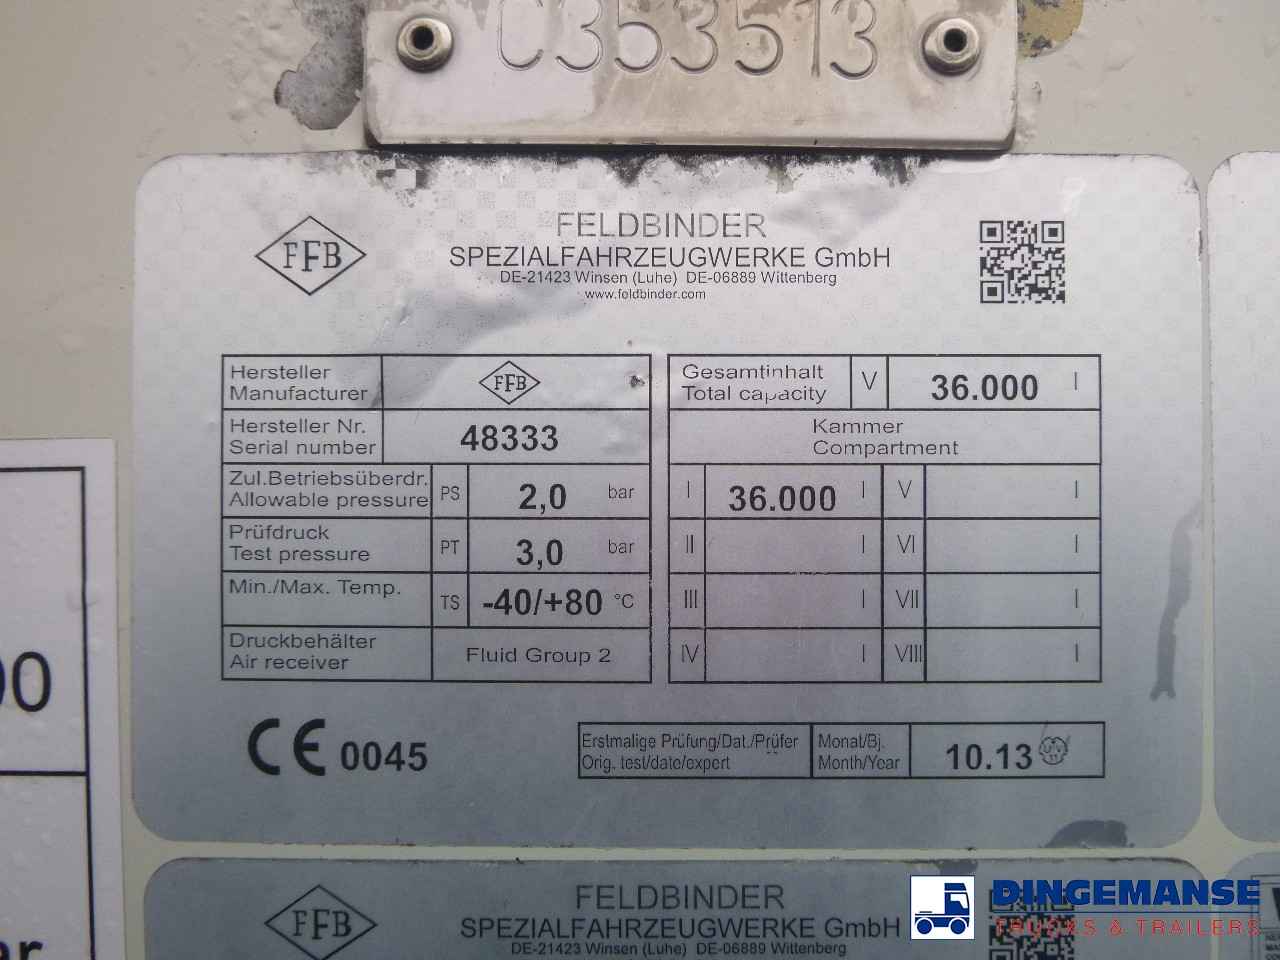 C353513
FFB
FELDBINDER
SPEZIALFAHRZEUGWERKE GmbH
DE-21423 Winsen (Luhe) DE-06889 Wittenberg
www.feldbinder.com
Hersteller
Manufacturer
FFB
Hersteller Nr.
Serial number
48333
Zul.Betriebsüberdr.
Allowable pressure
PS
2,0 bar
Prüfdruck
Test pressure
PT
3,0 bar
Min./Max. Temp.
TS
-40/+80 °C
Druckbehälter
Air receiver
Fluid Group 2
Gesamtinhalt
Total capacity
V
36.000 l
Kammer
Compartment
I 36.000 l V l
II l VI l
III l VII l
IV l VIII l
CE 0045
Erstmalige Prüfung/Dat./Prüfer
Orig. test/date/expert
Monat/Bj.
Month/Year
10.13
00
ar
FFB
FELDBINDER
SPEZIALFAHRZEUGWERKE GmbH
DE-21423 Winsen (Luhe) DE-06889 Wittenberg
DINGEMANSE
TRUCKS & TRAILERS